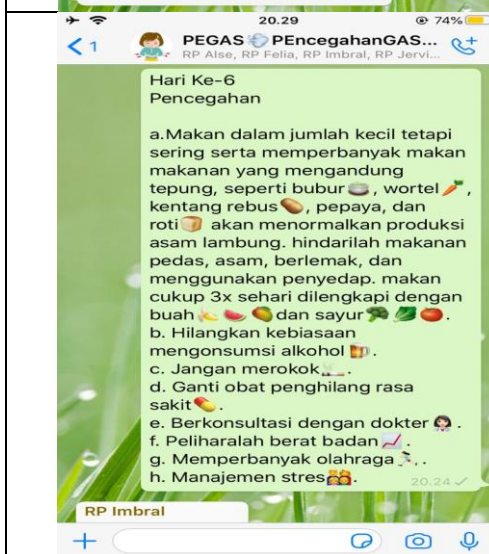 20.29
74%
1
PEGAS 💨 PEncegahanGAS...
RP Alse, RP Felia, RP Imbral, RP Jervi...
Hari Ke-6
Pencegahan
a.Makan dalam jumlah kecil tetapi
sering serta memperbanyak makan
makanan yang mengandung
tepung, seperti bubur🍚, wortel🥕,
kentang rebus🥔, pepaya, dan
roti🍞 akan menormalkan produksi
asam lambung. hindarilah makanan
pedas, asam, berlemak, dan
menggunakan penyedap. makan
cukup 3x sehari dilengkapi dengan
buah🍌🍉🥭dan sayur🥦🥬🍅.
b. Hilangkan kebiasaan
mengonsumsi alkohol🍺.
c. Jangan merokok🚬.
d. Ganti obat penghilang rasa
sakit💊.
e. Berkonsultasi dengan dokter👩‍⚕️.
f. Peliharalah berat badan📈.
g. Memperbanyak olahraga🏃,.
h. Manajemen stres👯.
20.24
RP Imbral